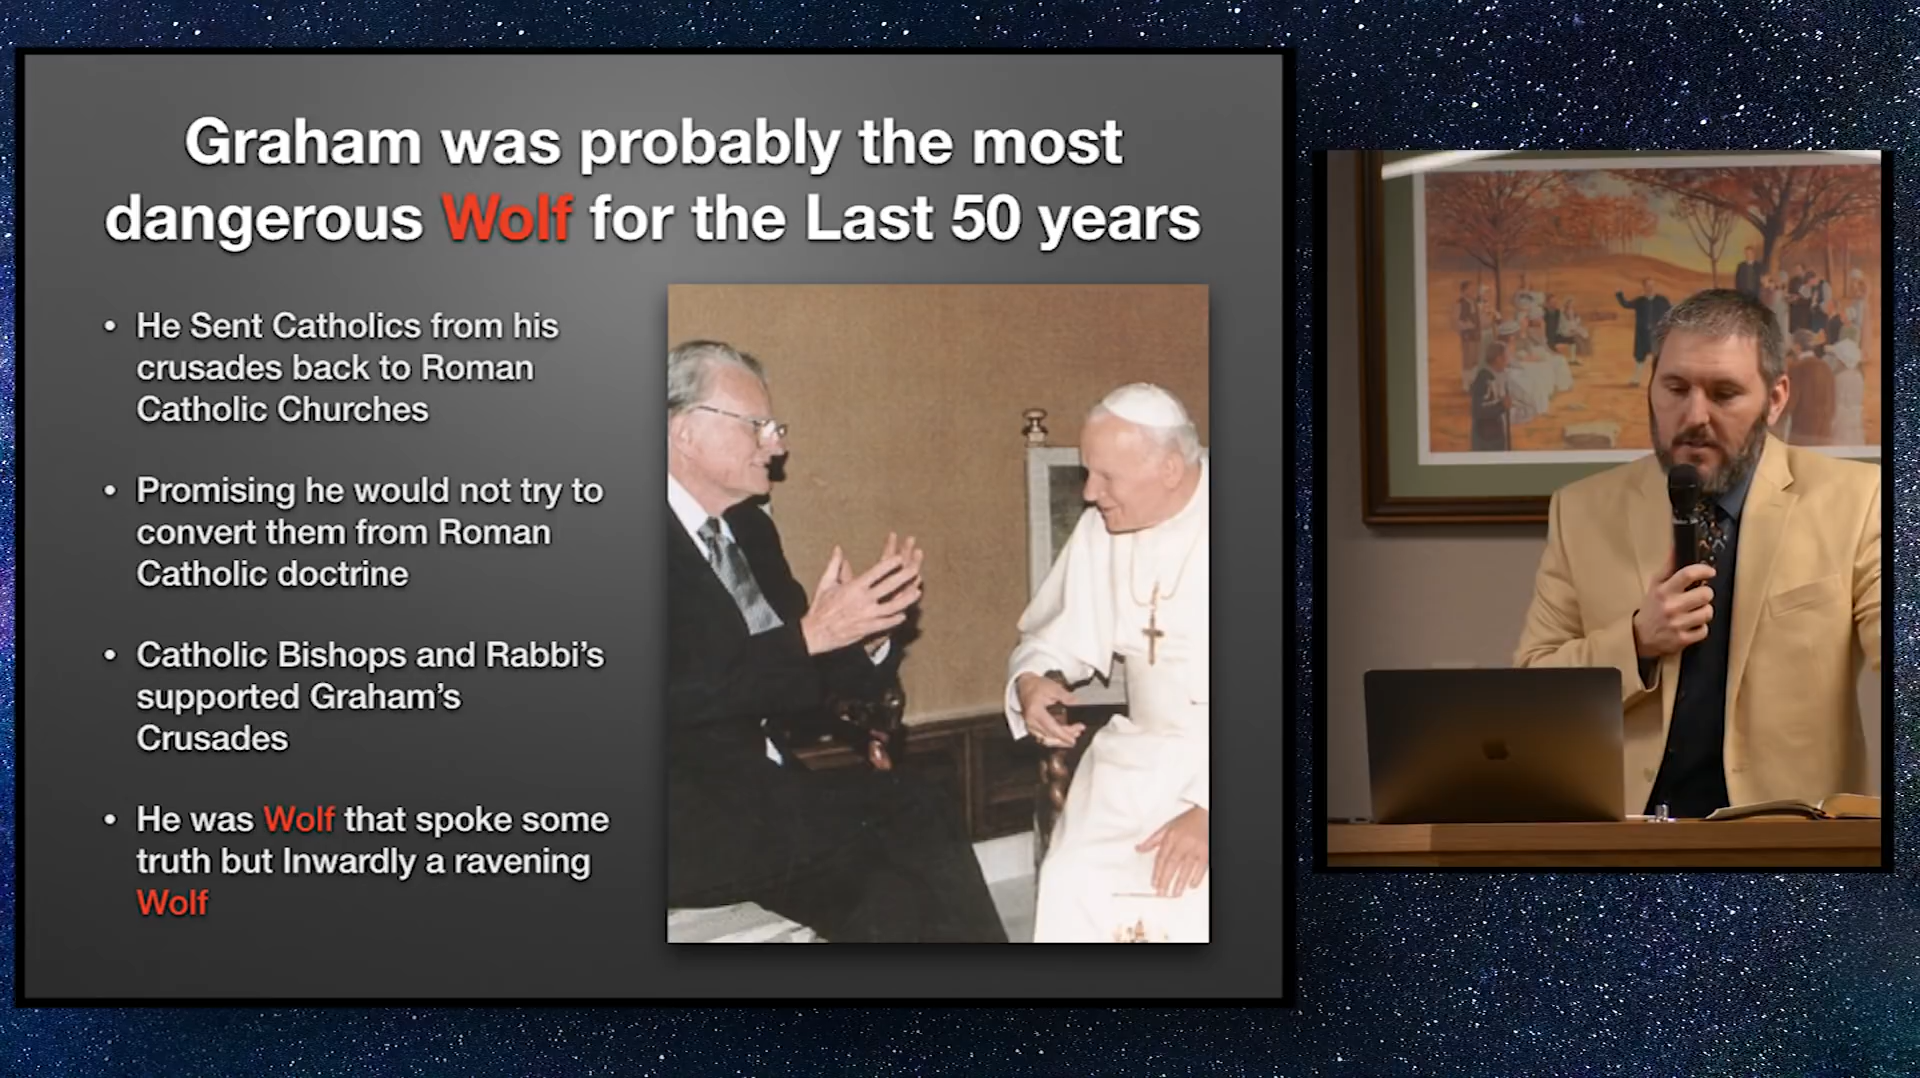 Graham was probably the most
dangerous Wolf for the Last 50 years
• He Sent Catholics from his
crusades back to Roman
Catholic Churches
• Promising he would not try to
convert them from Roman
Catholic doctrine
• Catholic Bishops and Rabbi's
supported Graham's
Crusades
• He was Wolf that spoke some
truth but Inwardly a ravening
Wolf